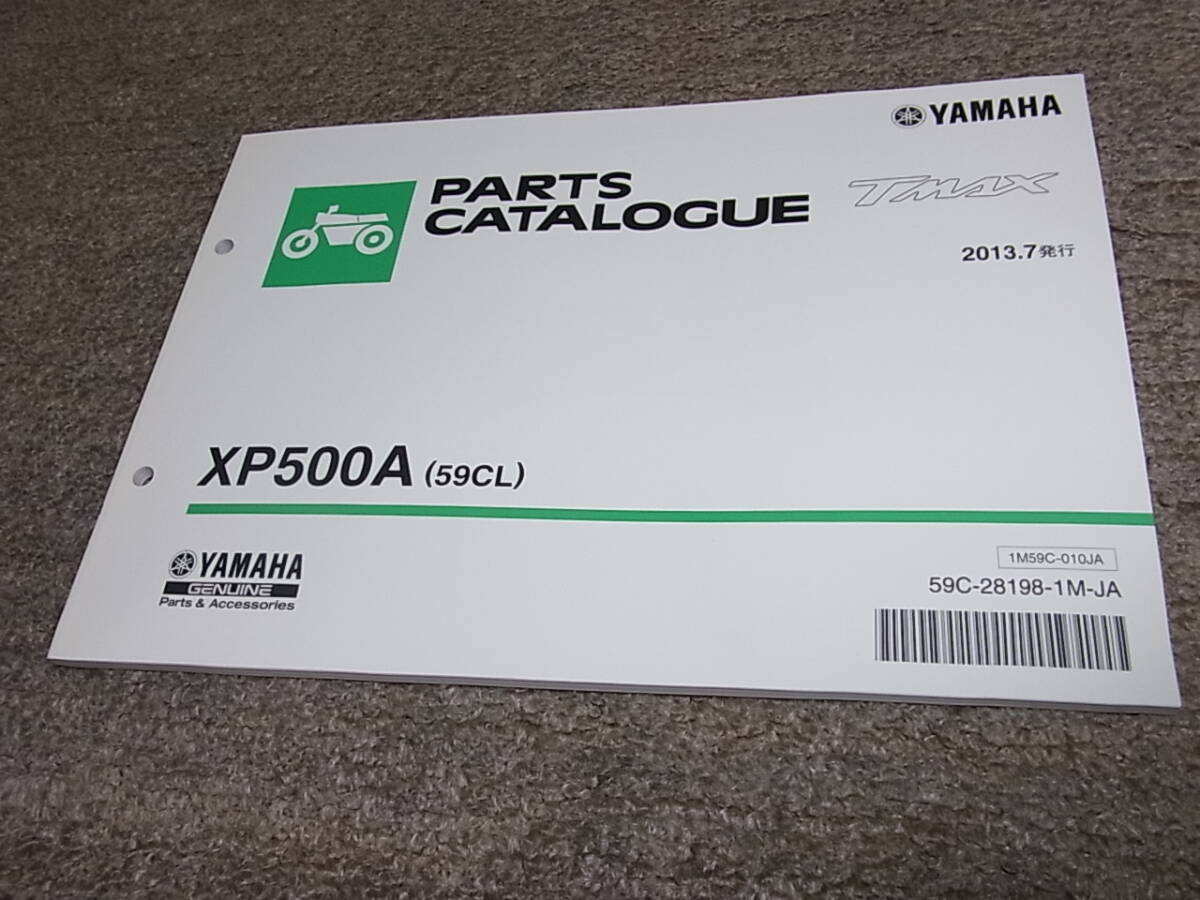 YAMAHA
PARTS
CATALOGUE
TMAX
2013.7発行
XP500A (59CL)
YAMAHA
GENUINE
Parts & Accessories
1M59C-010JA
59C-28198-1M-JA